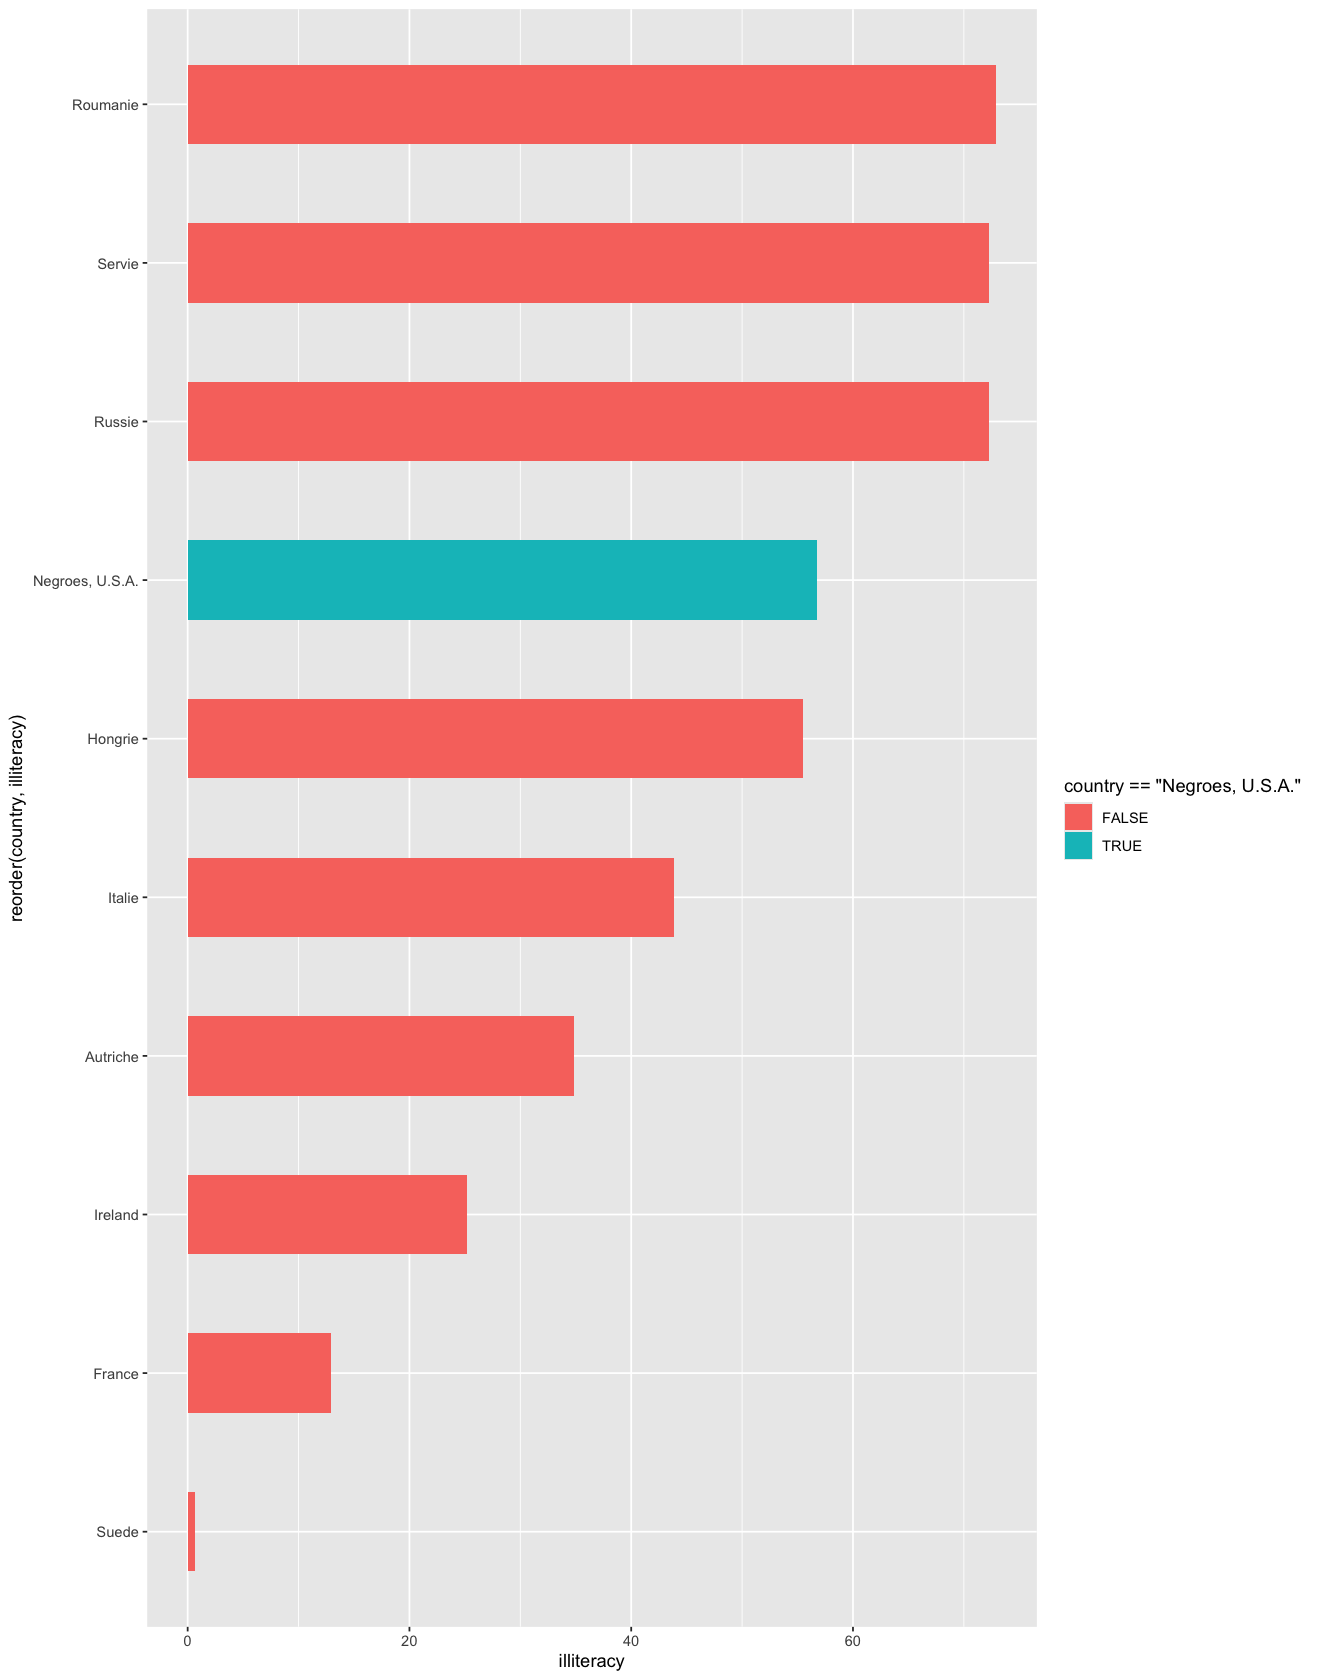 Roumanie
Servie
Russie
Negroes, U.S.A.
Hongrie
Italie
Autriche
Ireland
France
Suede
reorder(country, illiteracy)
0 20 40 60
illiteracy
country == "Negroes, U.S.A."
FALSE
TRUE